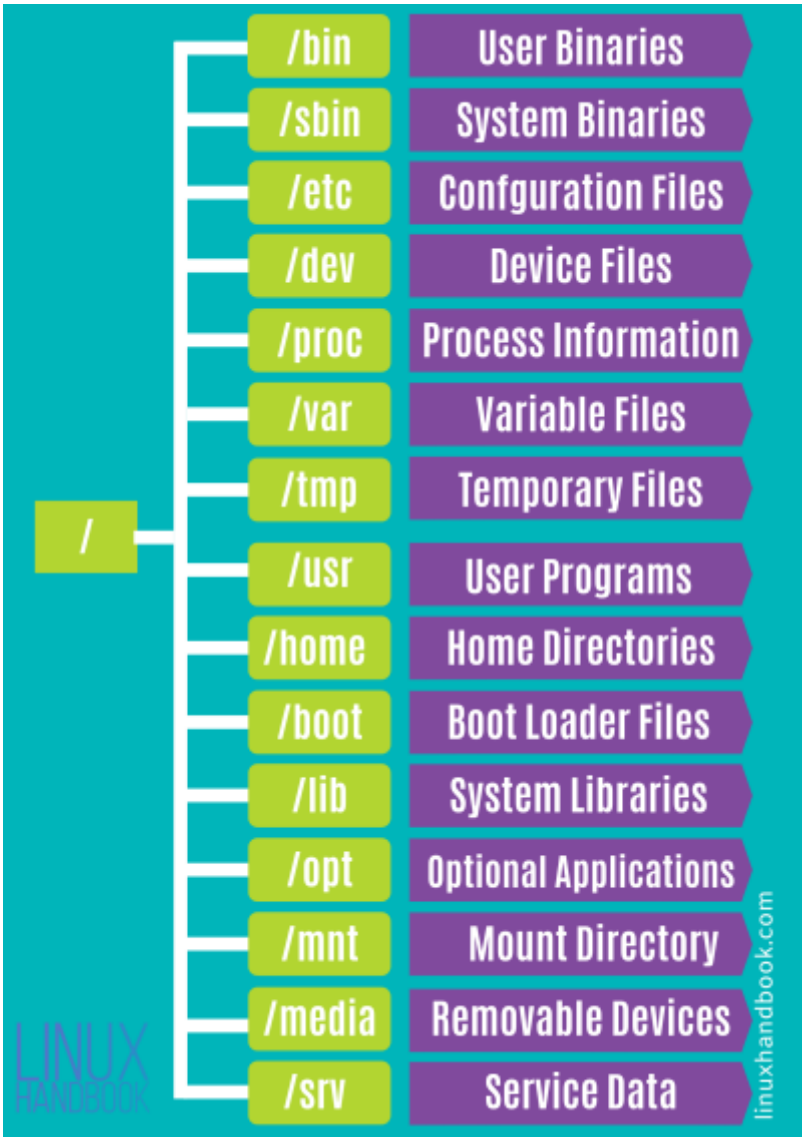 /bin User Binaries
/sbin System Binaries
/etc Confguration Files
/dev Device Files
/proc Process Information
/var Variable Files
/tmp Temporary Files
/
/usr User Programs
/home Home Directories
/boot Boot Loader Files
/lib System Libraries
/opt Optional Applications
/mnt Mount Directory
/media Removable Devices
/srv Service Data
LINUX
HANDBOOK
linuxhandbook.com